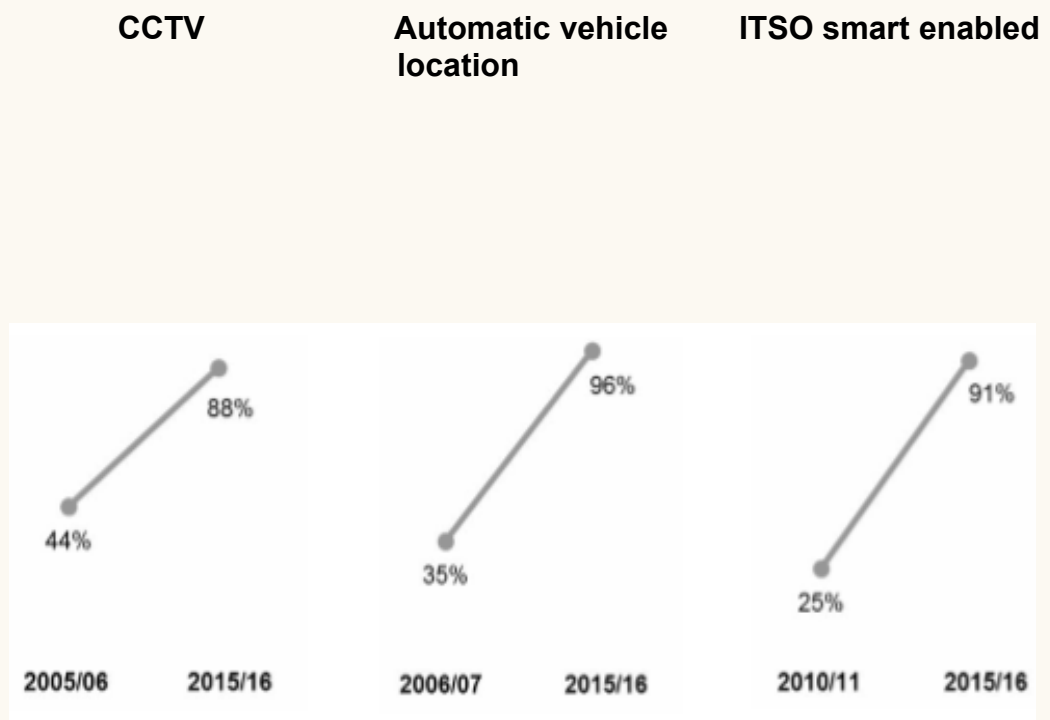 CCTV
Automatic vehicle
location
ITSO smart enabled
88%
44%
2005/06 2015/16
96%
35%
2006/07 2015/16
91%
25%
2010/11 2015/16